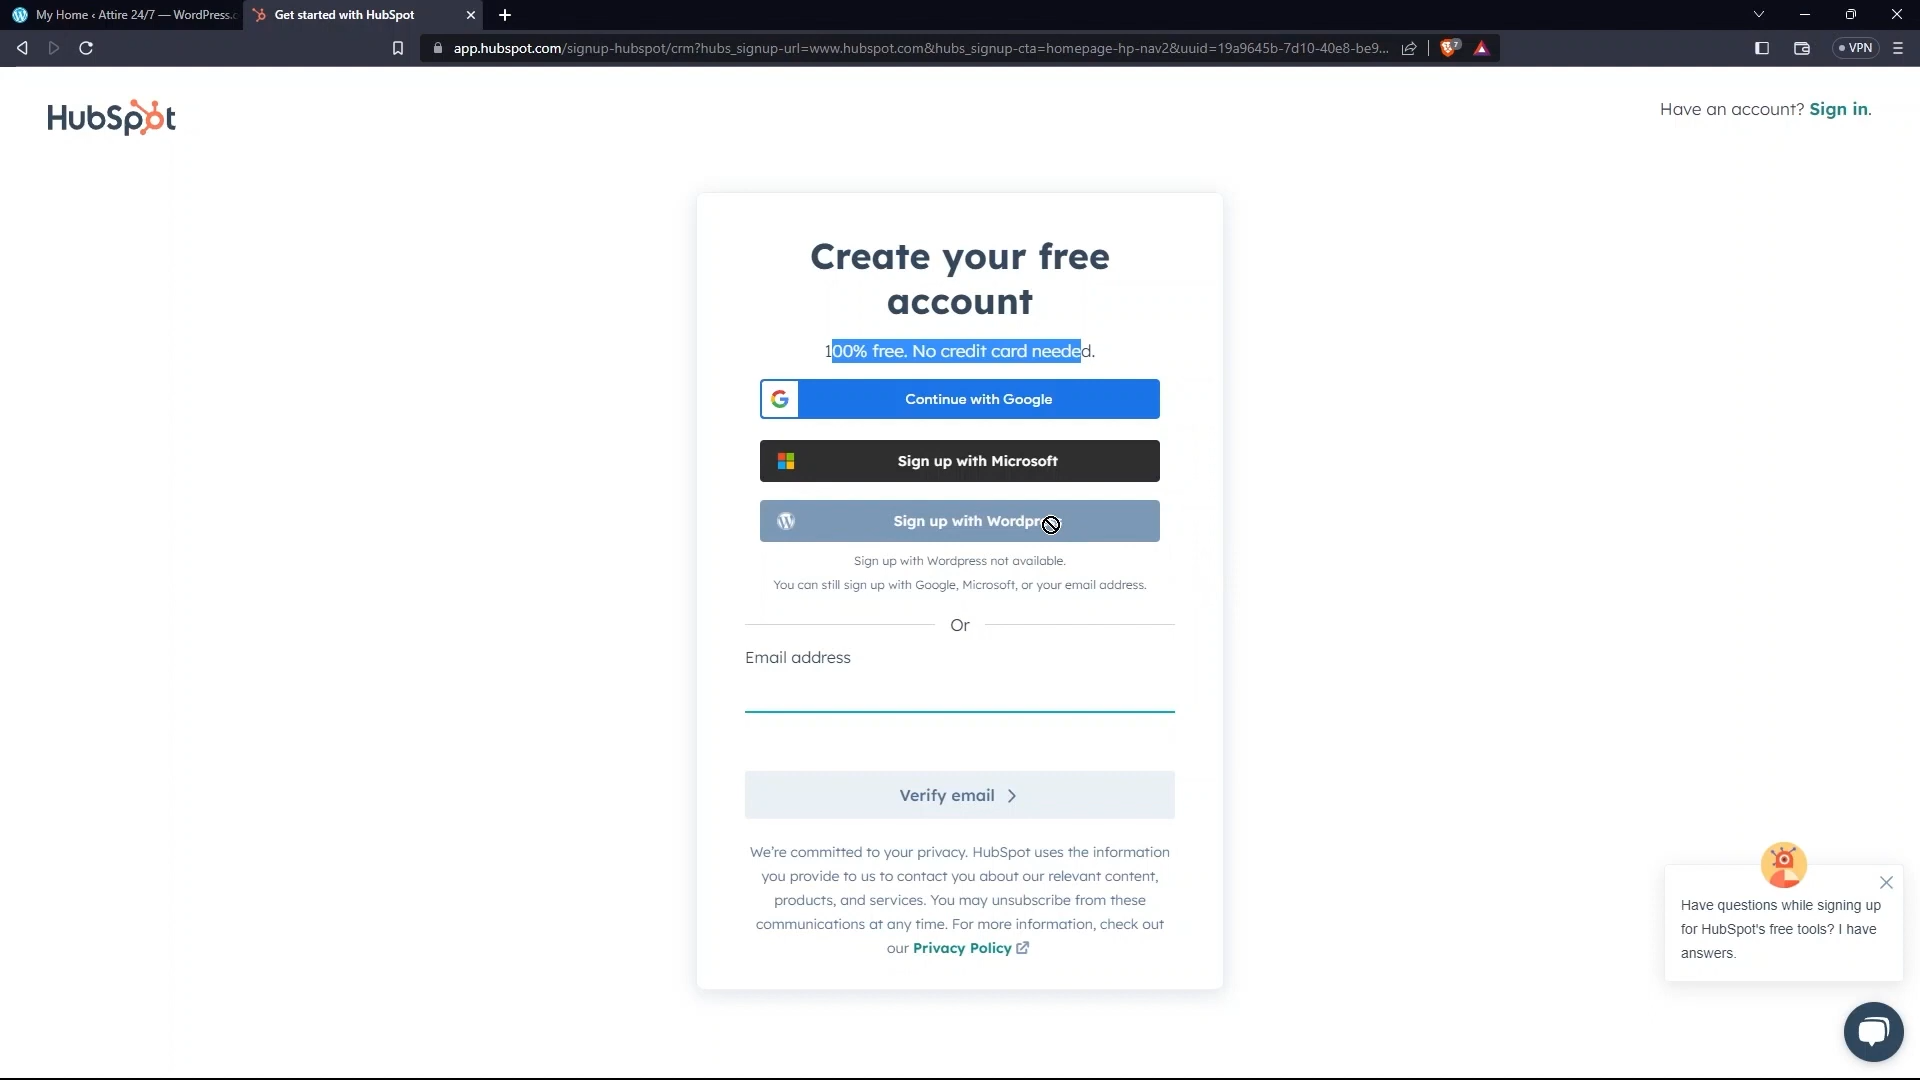 My Home ‹ Attire 24/7 — WordPress.c
Get started with HubSpot
app.hubspot.com/signup-hubspot/crm?hubs_signup-url=www.hubspot.com&hubs_signup-cta=homepage-hp-nav2&uuid=19a9645b-7d10-40e8-be9...
7
VPN
HubSpot
Have an account? Sign in.
Create your free
account
100% free. No credit card needed.
Continue with Google
Sign up with Microsoft
Sign up with Wordpr
Sign up with Wordpress not available.
You can still sign up with Google, Microsoft, or your email address.
Or
Email address
Verify email
We're committed to your privacy. HubSpot uses the information
you provide to us to contact you about our relevant content,
products, and services. You may unsubscribe from these
communications at any time. For more information, check out
our Privacy Policy
Have questions while signing up
for HubSpot's free tools? I have
answers.